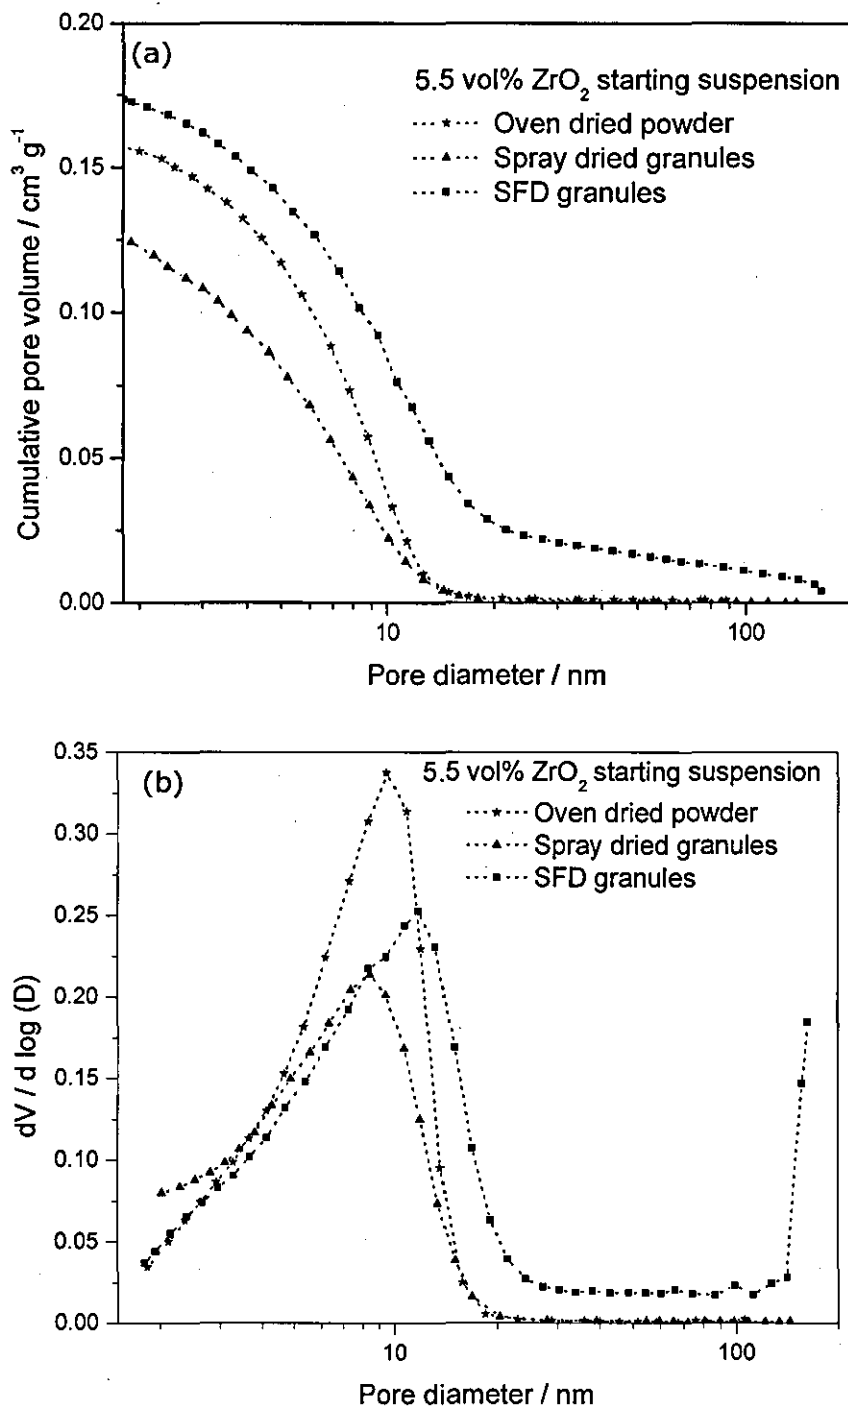 (a)
5.5 vol% ZrO₂ starting suspension
Oven dried powder
Spray dried granules
SFD granules
Cumulative pore volume / cm³ g⁻¹
0.20
0.15
0.10
0.05
0.00
10
100
Pore diameter / nm
(b)
5.5 vol% ZrO₂ starting suspension
Oven dried powder
Spray dried granules
SFD granules
dV / d log (D)
0.35
0.30
0.25
0.20
0.15
0.10
0.05
0.00
10
100
Pore diameter / nm